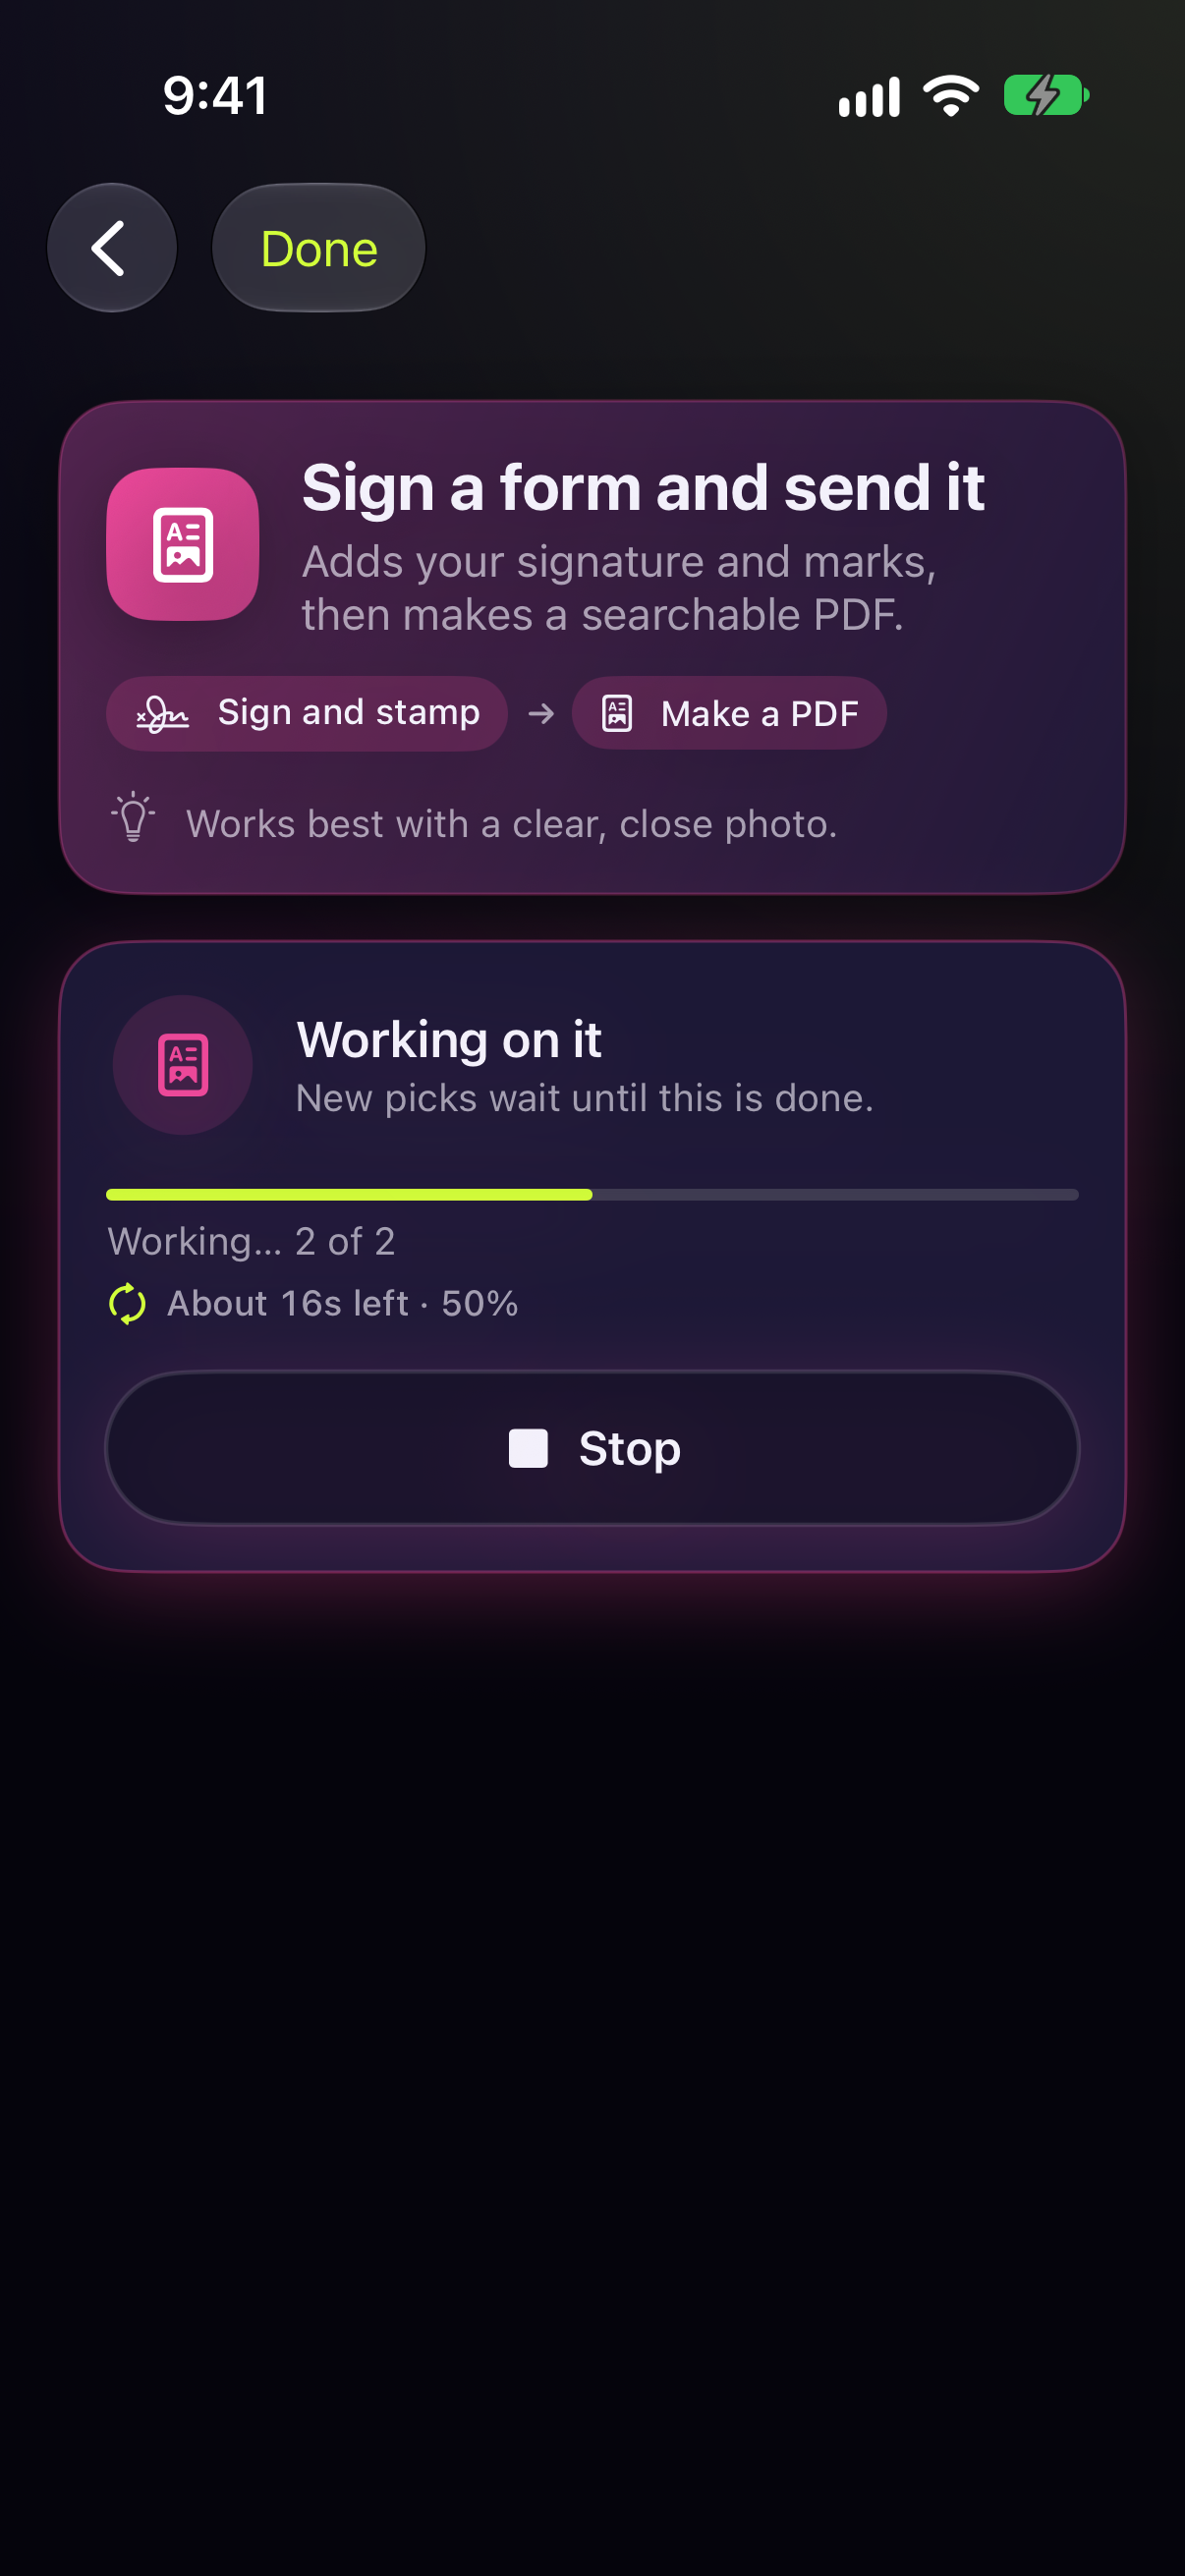 9:41
Done
Sign a form and send it
Adds your signature and marks,
then makes a searchable PDF.
Sign and stamp → Make a PDF
Works best with a clear, close photo.
Working on it
New picks wait until this is done.
Working... 2 of 2
About 16s left · 50%
Stop